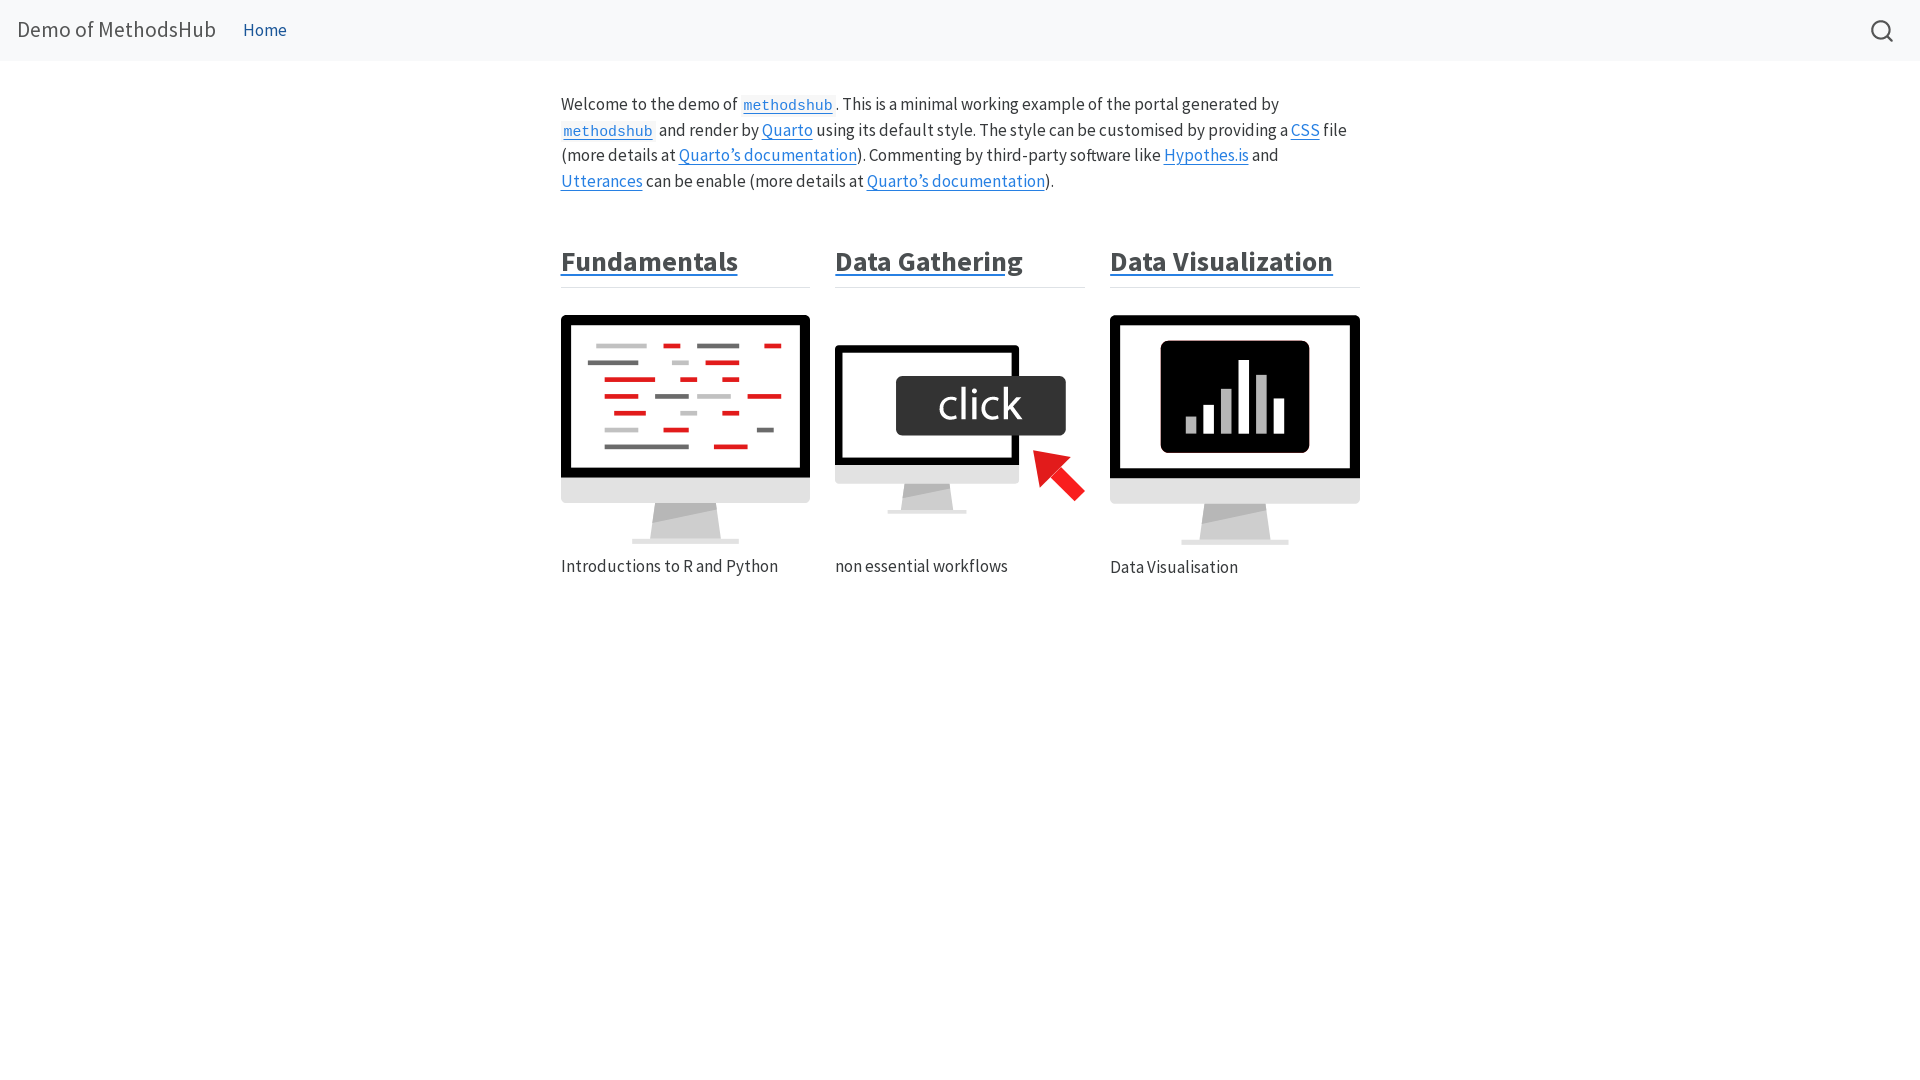 Demo of MethodsHub Home
Welcome to the demo of methodshub. This is a minimal working example of the portal generated by
methodshub and render by Quarto using its default style. The style can be customised by providing a CSS file
(more details at Quarto’s documentation). Commenting by third-party software like Hypothes.is and
Utterances can be enable (more details at Quarto’s documentation).
Fundamentals
click
Introductions to R and Python
Data Gathering
non essential workflows
Data Visualization
Data Visualisation